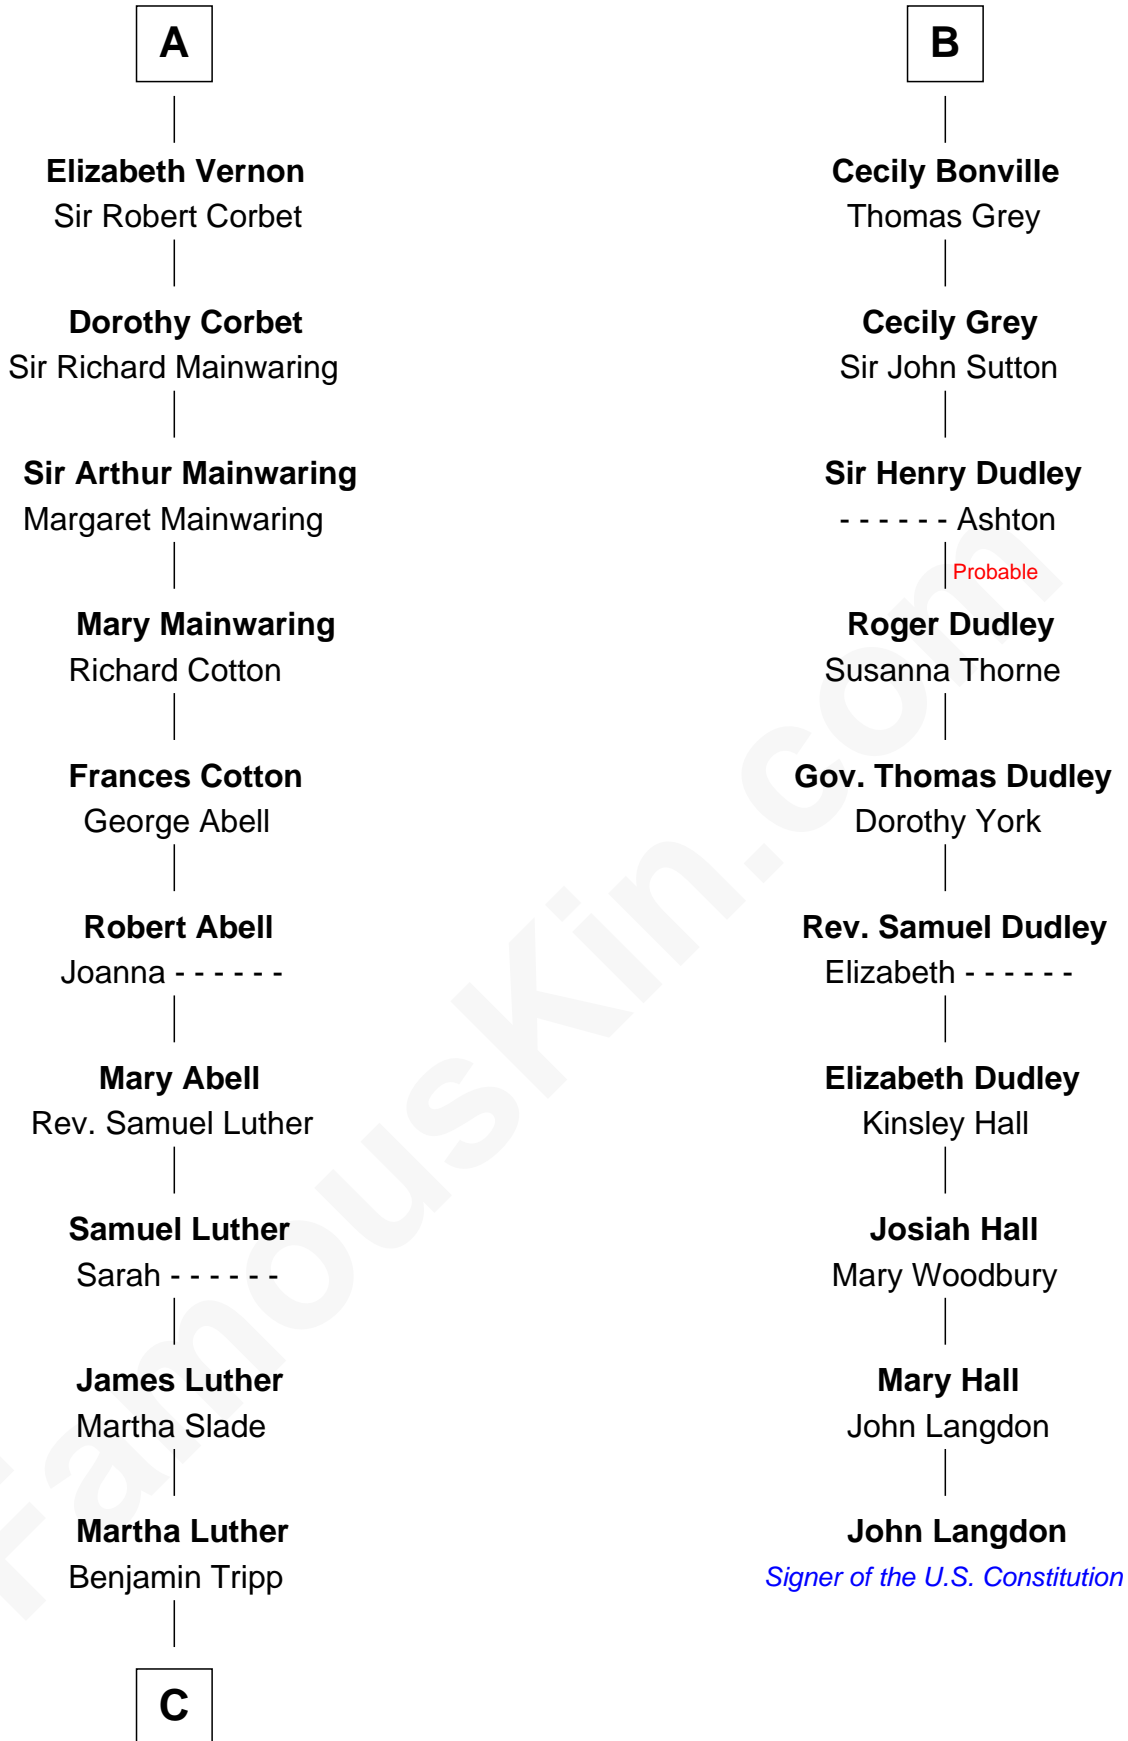 A
Elizabeth Vernon
Sir Robert Corbet
Dorothy Corbet
Sir Richard Mainwaring
Sir Arthur Mainwaring
Margaret Mainwaring
Mary Mainwaring
Richard Cotton
Frances Cotton
George Abell
Robert Abell
Joanna - - - - - -
Mary Abell
Rev. Samuel Luther
Samuel Luther
Sarah - - - - - -
James Luther
Martha Slade
Martha Luther
Benjamin Tripp
C
B
Cecily Bonville
Thomas Grey
Cecily Grey
Sir John Sutton
Sir Henry Dudley
- - - - - - Ashton
Probable
Roger Dudley
Susanna Thorne
Gov. Thomas Dudley
Dorothy York
Rev. Samuel Dudley
Elizabeth - - - - - -
Elizabeth Dudley
Kinsley Hall
Josiah Hall
Mary Woodbury
Mary Hall
John Langdon
John Langdon
Signer of the U.S. Constitution
FamousKin.com